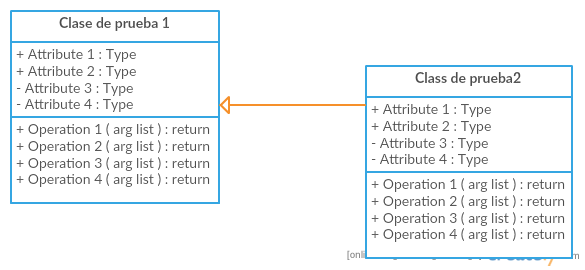 Clase de prueba 1
+ Attribute 1 : Type
+ Attribute 2 : Type
- Attribute 3 : Type
- Attribute 4 : Type
+ Operation 1 ( arg list ) : return
+ Operation 2 ( arg list ) : return
+ Operation 3 ( arg list ) : return
+ Operation 4 ( arg list ) : return
Class de prueba2
+ Attribute 1 : Type
+ Attribute 2 : Type
- Attribute 3 : Type
- Attribute 4 : Type
+ Operation 1 ( arg list ) : return
+ Operation 2 ( arg list ) : return
+ Operation 3 ( arg list ) : return
+ Operation 4 ( arg list ) : return